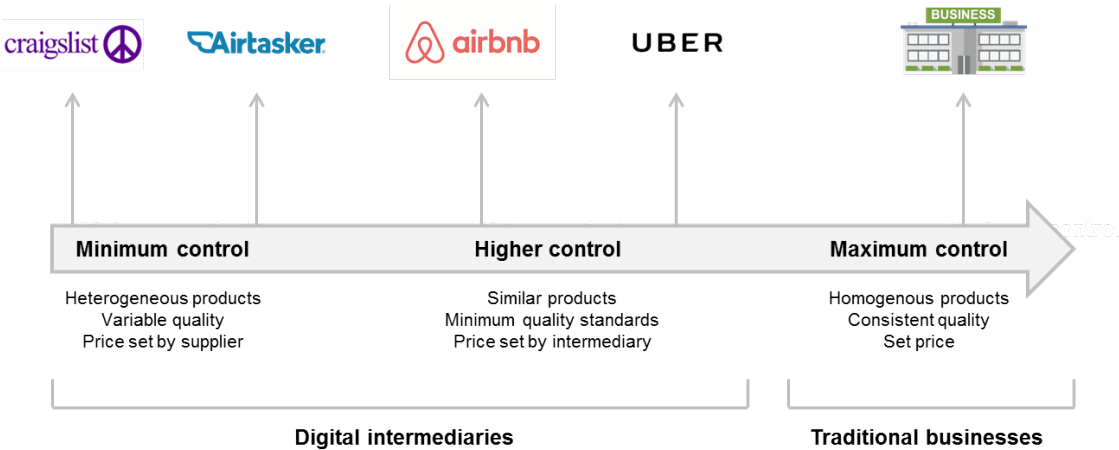 craigslist
Airtasker
airbnb
UBER
BUSINESS
Minimum control
Higher control
Maximum control
control
Heterogeneous products
Variable quality
Price set by supplier
Similar products
Minimum quality standards
Price set by intermediary
Homogenous products
Consistent quality
Set price
Digital intermediaries
Traditional businesses